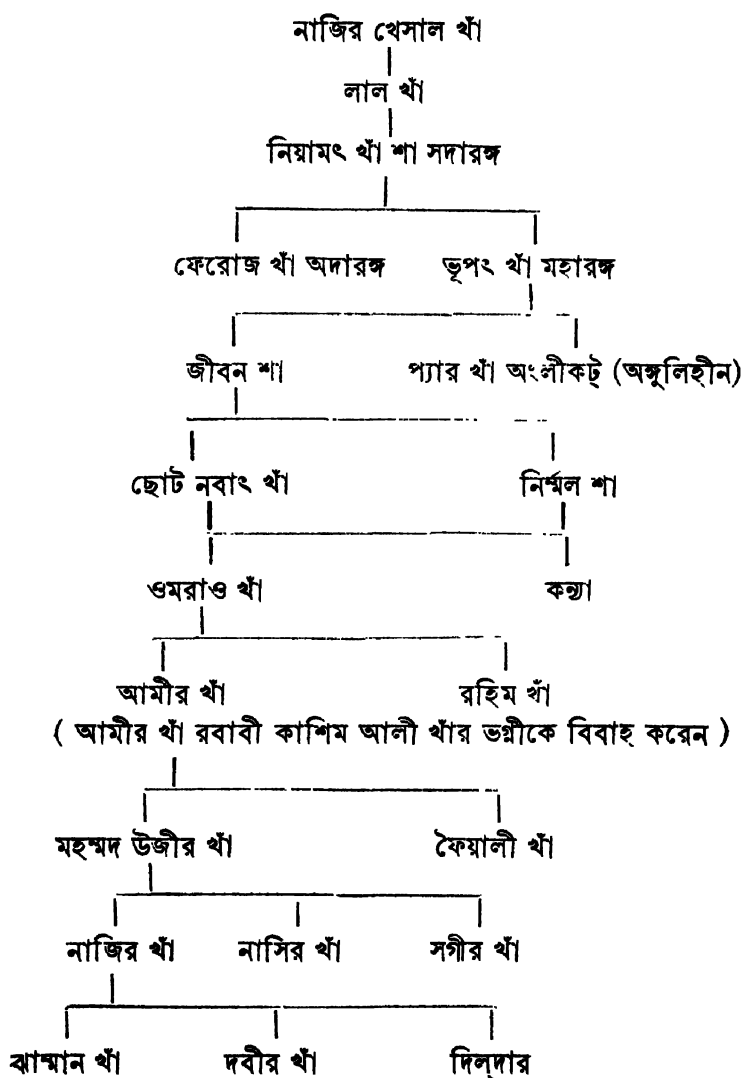 নাজির খেসাল খাঁ
লাল খাঁ
নিয়ামৎ খাঁ শা সদারঙ্গ
ফেরোজ খাঁ অদারঙ্গ ভূপৎ খাঁ মহারঙ্গ
জীবন শা প্যার খাঁ অংলীকট্ (অঙ্গুলিহীন)
ছোট নবাৎ খাঁ নির্ম্মল শা
ওমরাও খাঁ কন্যা
আমীর খাঁ রহিম খাঁ
( আমীর খাঁ রবাবী কাশিম আলী খাঁর ভগ্নীকে বিবাহ করেন )
মহম্মদ উজীর খাঁ ফৈয়ালী খাঁ
নাজির খাঁ নাসির খাঁ সগীর খাঁ
ঝাম্মান খাঁ দবীর খাঁ দিল্‌দার